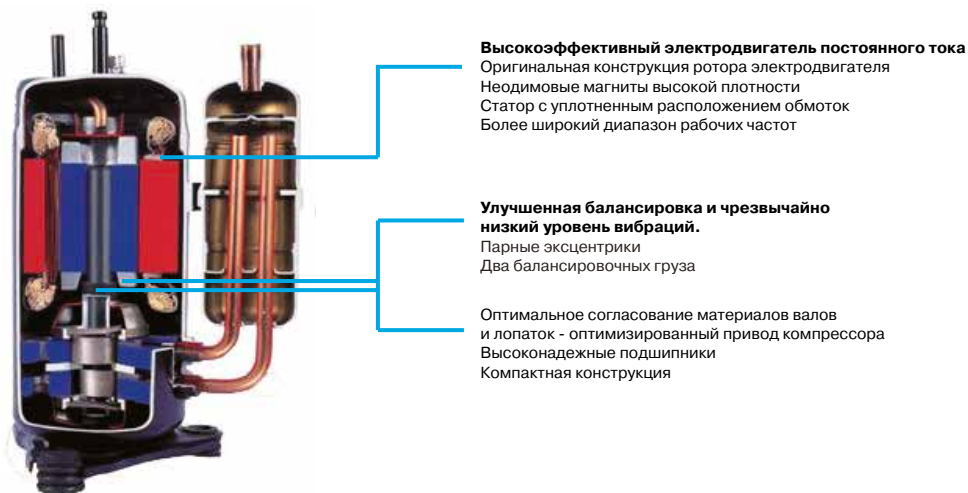 Высокоэффективный электродвигатель постоянного тока
Оригинальная конструкция ротора электродвигателя
Неодимовые магниты высокой плотности
Статор с уплотненным расположением обмоток
Более широкий диапазон рабочих частот
Улучшенная балансировка и чрезвычайно
низкий уровень вибраций.
Парные эксцентрики
Два балансировочных груза
Оптимальное согласование материалов валов
и лопаток - оптимизированный привод компрессора
Высоконадежные подшипники
Компактная конструкция